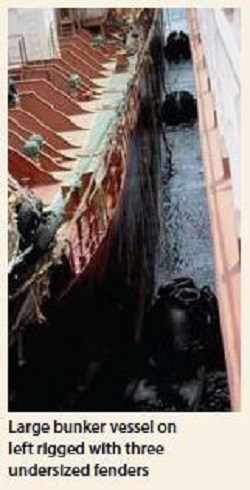 Large bunker vessel on
left rigged with three
undersized fenders